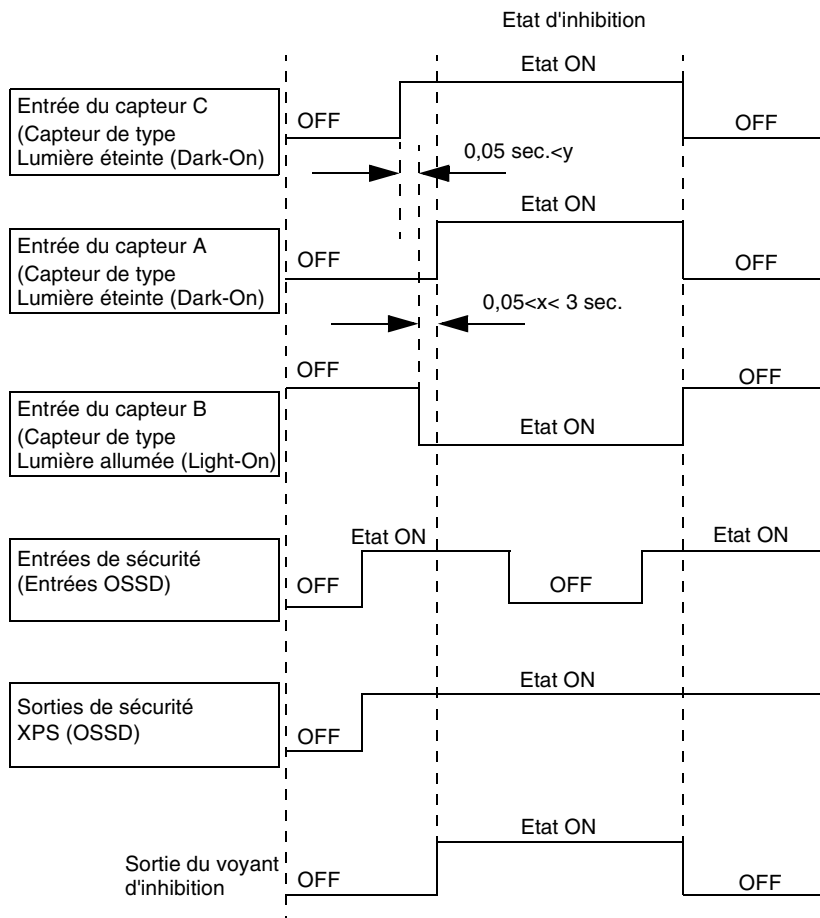 Etat d'inhibition
Etat ON
Entrée du capteur C
(Capteur de type
Lumière éteinte (Dark-On)
OFF
OFF
0,05 sec.<y
Etat ON
Entrée du capteur A
(Capteur de type
Lumière éteinte (Dark-On)
OFF
OFF
0,05<x< 3 sec.
OFF
OFF
Entrée du capteur B
(Capteur de type
Lumière allumée (Light-On)
Etat ON
Etat ON
Etat ON
Entrées de sécurité
(Entrées OSSD)
OFF
OFF
Etat ON
Sorties de sécurité
XPS (OSSD)
OFF
Etat ON
Sortie du voyant
d'inhibition
OFF
OFF